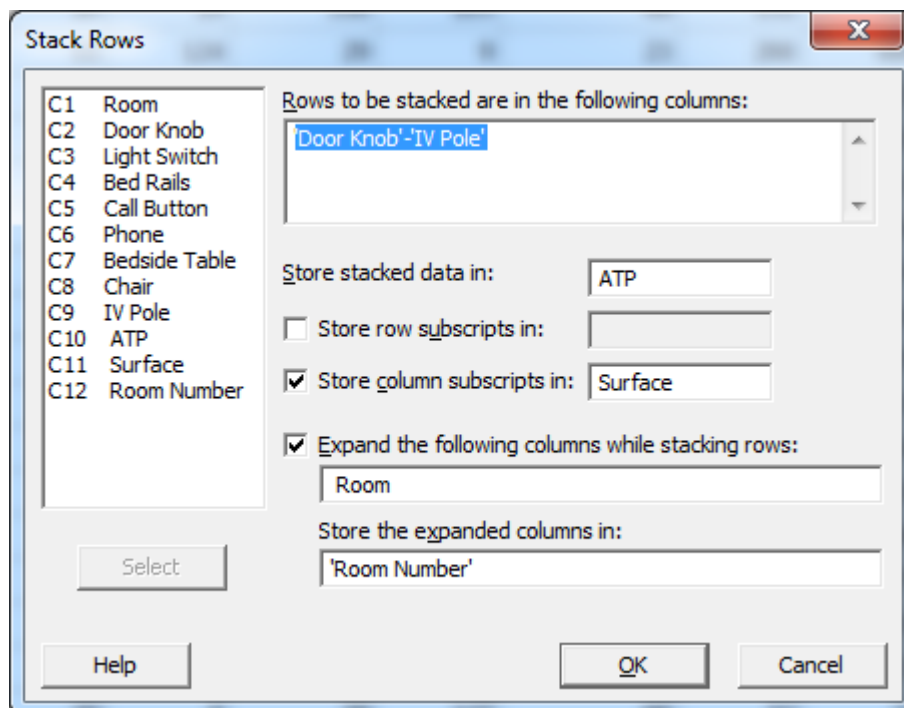 Stack Rows
C1 Room
C2 Door Knob
C3 Light Switch
C4 Bed Rails
C5 Call Button
C6 Phone
C7 Bedside Table
C8 Chair
C9 IV Pole
C10 ATP
C11 Surface
C12 Room Number
Select
Rows to be stacked are in the following columns:
'Door Knob'-'IV Pole'
Store stacked data in: ATP
Store row subscripts in:
Store column subscripts in: Surface
Expand the following columns while stacking rows:
Room
Store the expanded columns in:
'Room Number'
Help OK Cancel